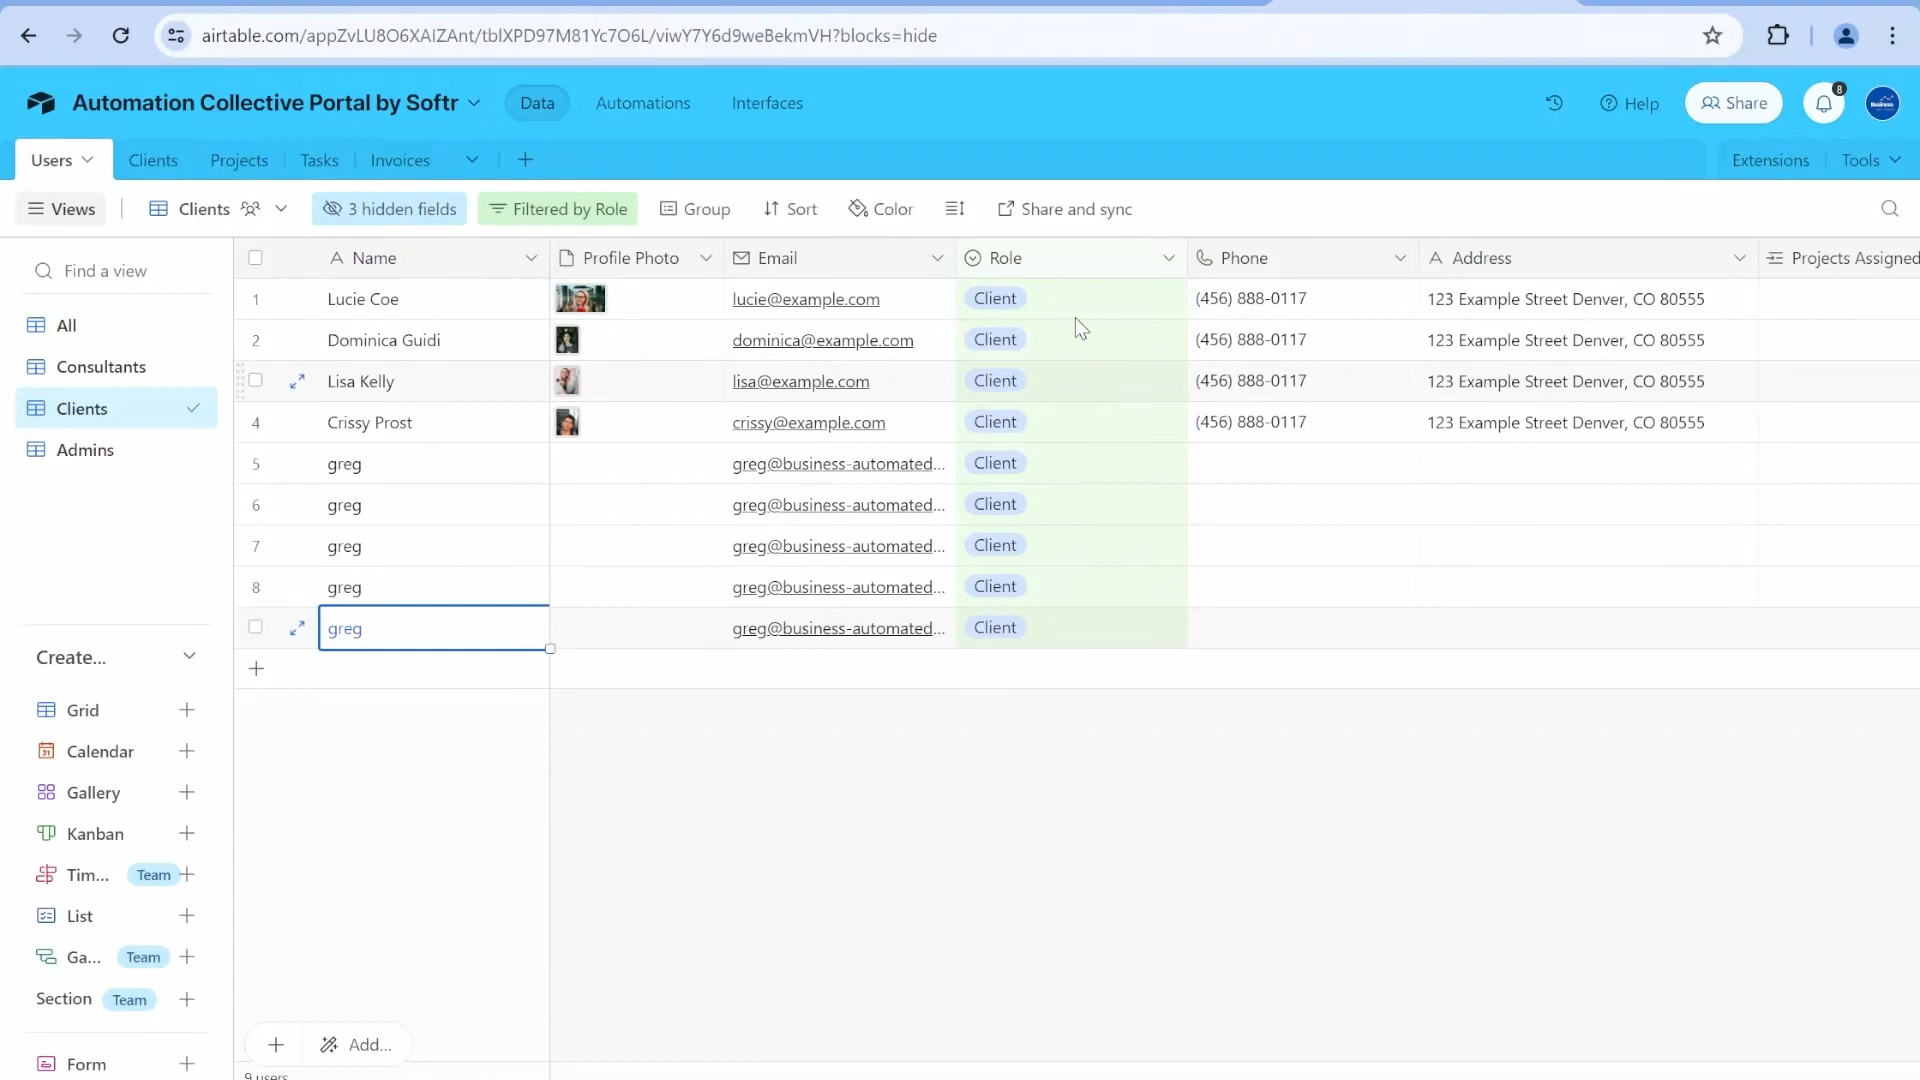 airtable.com/appZvLU8O6XAIZAnt/tblXPD97M81Yc7O6L/viwY7Y6d9weBekmVH?blocks=hide
Automation Collective Portal by Softr
Data
Automations
Interfaces
Help
Share
8
Users
Clients
Projects
Tasks
Invoices
Extensions
Tools
Views
Clients
3 hidden fields
Filtered by Role
Group
Sort
Color
Share and sync
Find a view
All
Consultants
Clients
Admins
Name Profile Photo Email Role Phone Address Projects Assigned
1 Lucie Coe lucie@example.com Client (456) 888-0117 123 Example Street Denver, CO 80555
2 Dominica Guidi dominica@example.com Client (456) 888-0117 123 Example Street Denver, CO 80555
Lisa Kelly lisa@example.com Client (456) 888-0117 123 Example Street Denver, CO 80555
4 Crissy Prost crissy@example.com Client (456) 888-0117 123 Example Street Denver, CO 80555
5 greg greg@business-automated... Client
6 greg greg@business-automated... Client
7 greg greg@business-automated... Client
8 greg greg@business-automated... Client
greg greg@business-automated... Client
Create...
Grid
Calendar
Gallery
Kanban
Tim... Team
List
Ga... Team
Section Team
Form
Add...
9 users